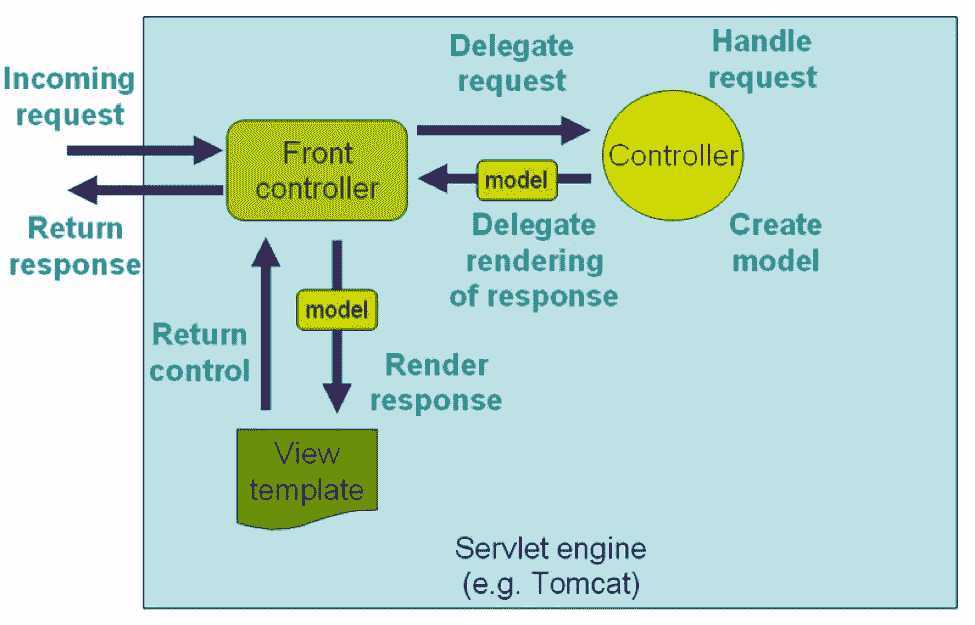 Incoming
request
Delegate
request
Handle
request
Front
controller
Controller
model
Return
response
Delegate
rendering
of response
Create
model
model
Return
control
Render
response
View
template
Servlet engine
(e.g. Tomcat)